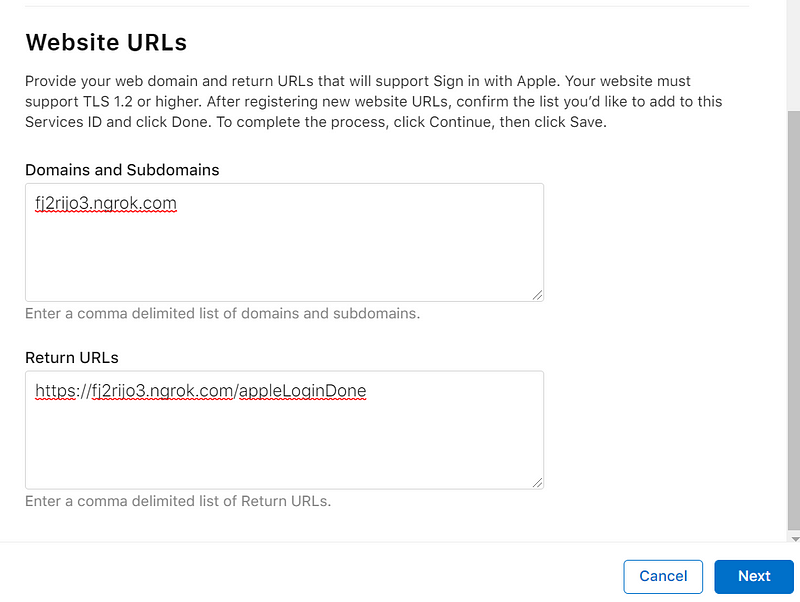 Website URLs
Provide your web domain and return URLs that will support Sign in with Apple. Your website must
support TLS 1.2 or higher. After registering new website URLs, confirm the list you’d like to add to this
Services ID and click Done. To complete the process, click Continue, then click Save.
Domains and Subdomains
fj2rijo3.ngrok.com
Enter a comma delimited list of domains and subdomains.
Return URLs
https://fj2rijo3.ngrok.com/appleLoginDone
Enter a comma delimited list of Return URLs.
Cancel Next